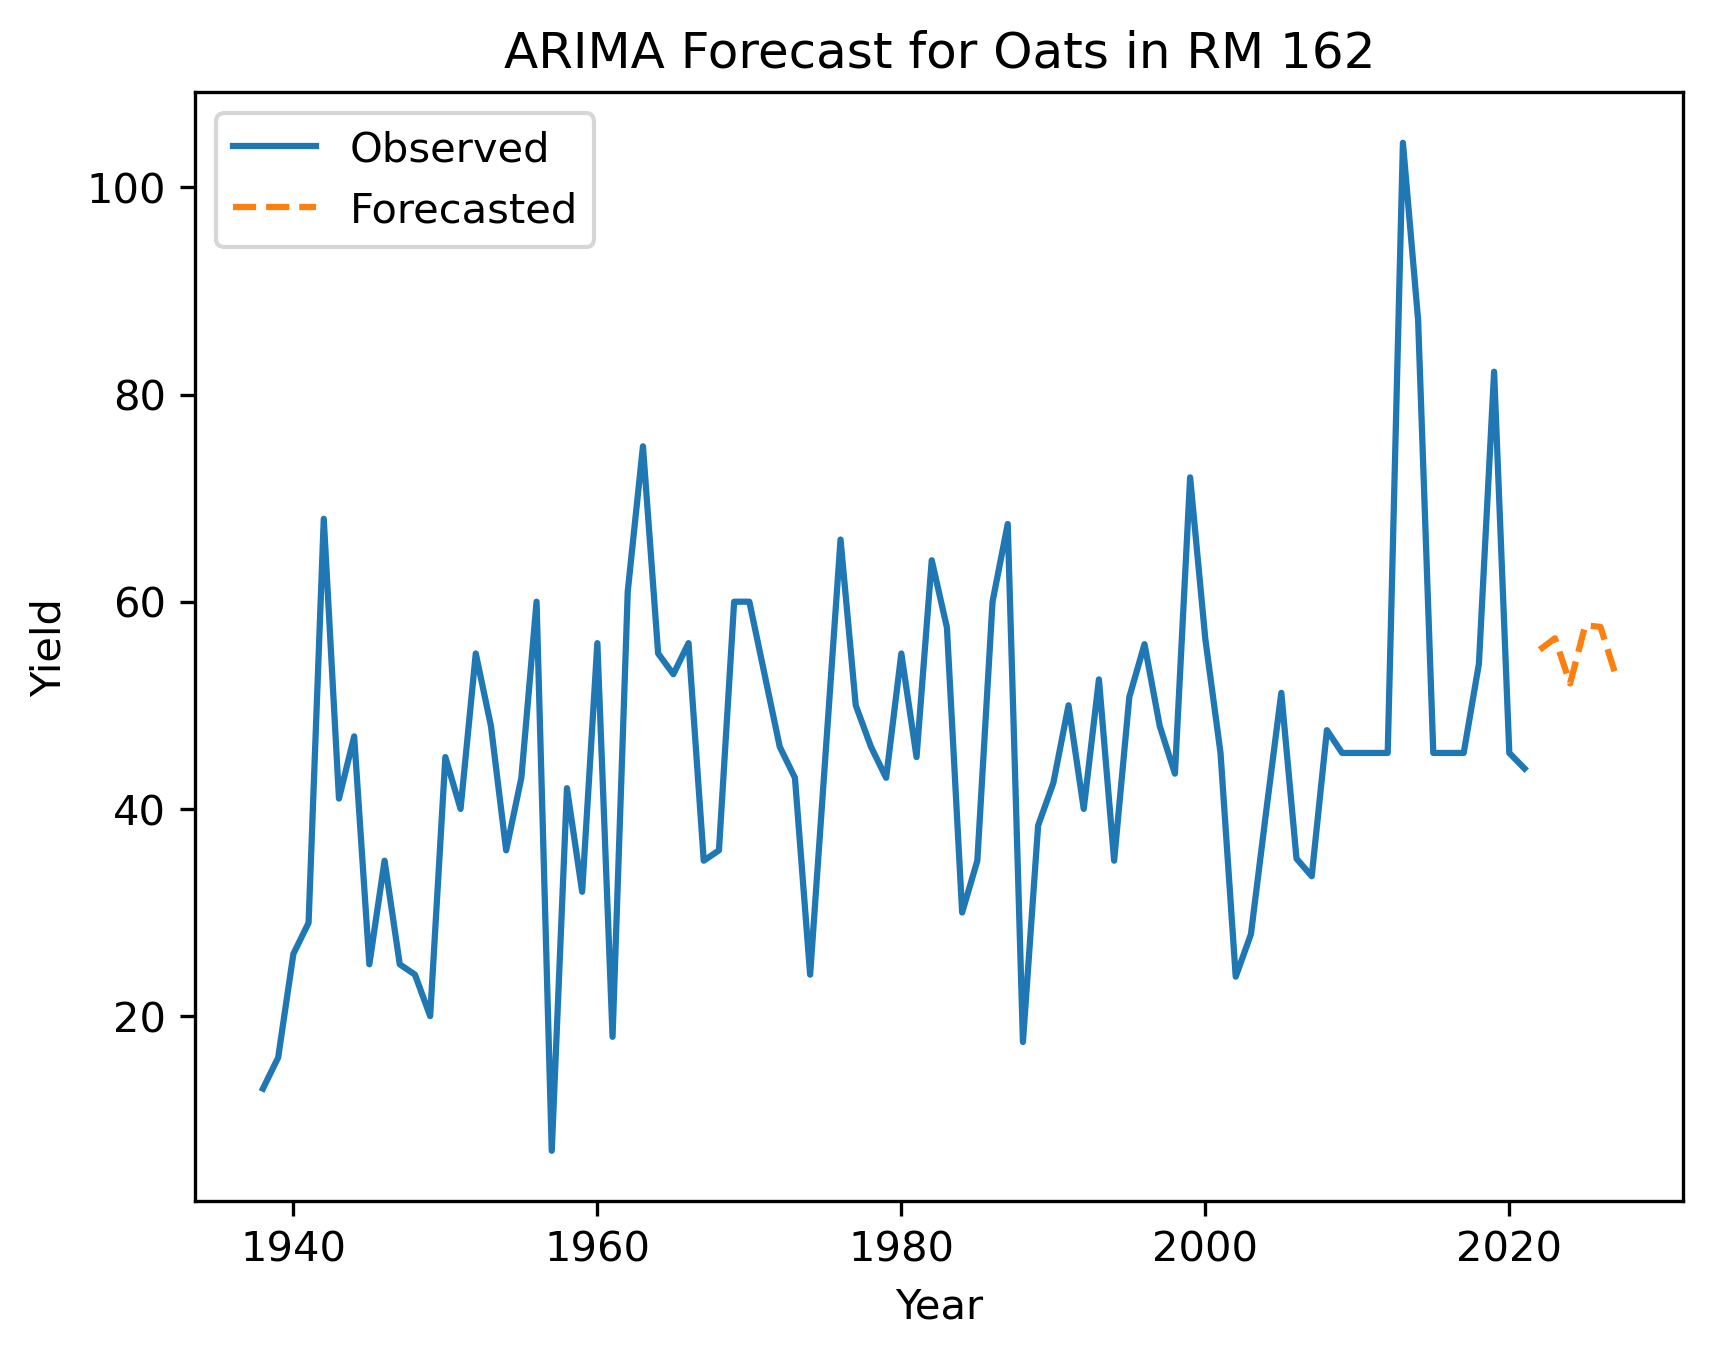 ARIMA Forecast for Oats in RM 162
Observed
Forecasted
100
80
60
40
20
Yield
1940 1960 1980 2000 2020
Year